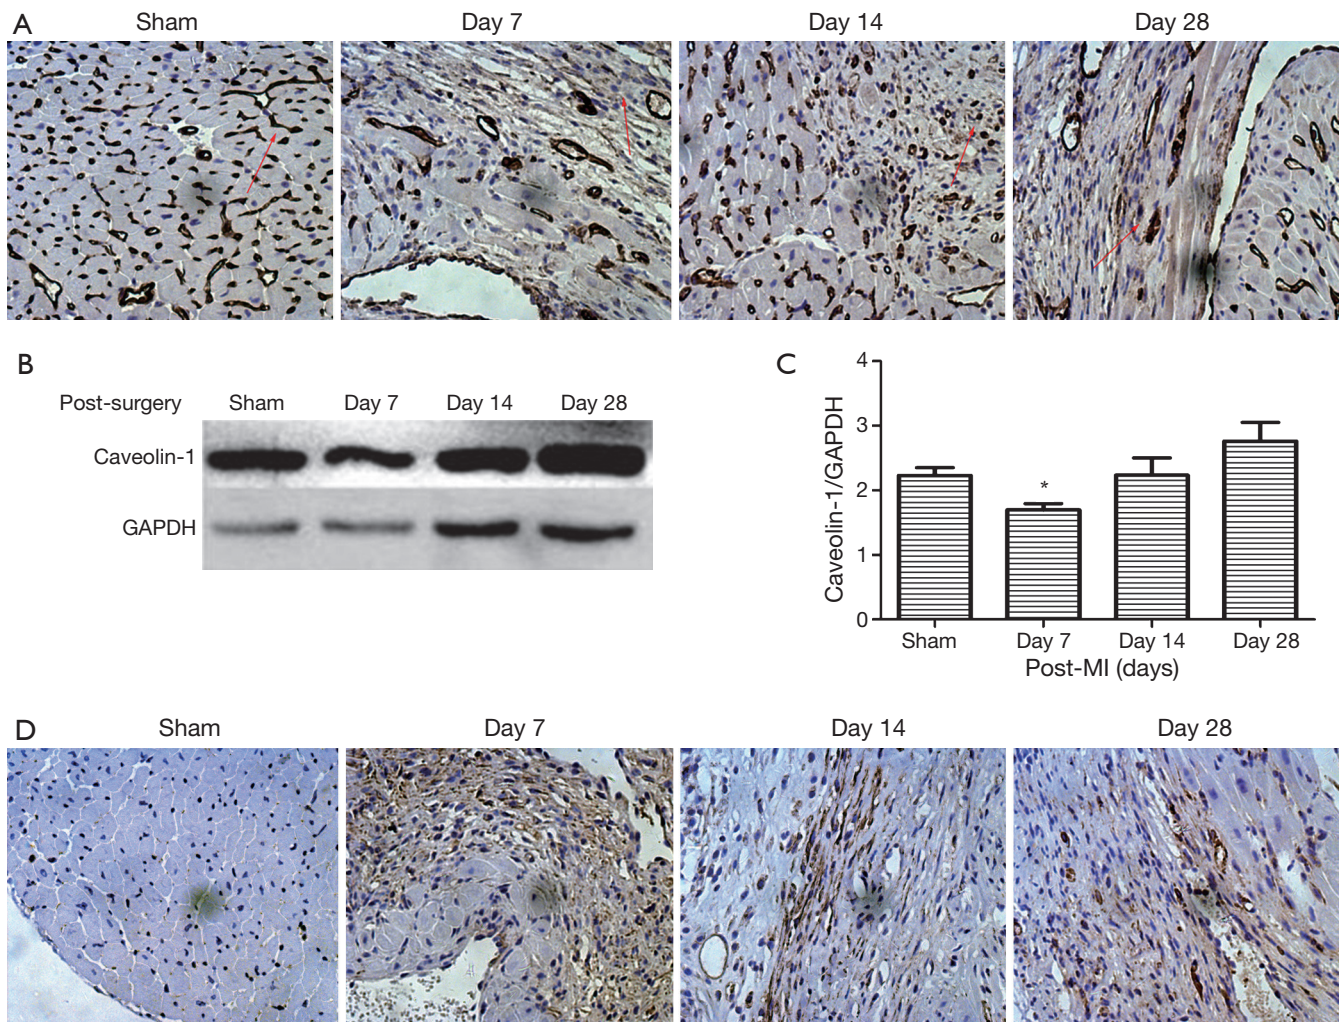 A
Sham
Day 7
Day 14
Day 28
B
Post-surgery Sham Day 7 Day 14 Day 28
Caveolin-1
GAPDH
C
Caveolin-1/GAPDH
4
3
2
1
0
*
Sham Day 7 Day 14 Day 28
Post-MI (days)
D
Sham
Day 7
Day 14
Day 28